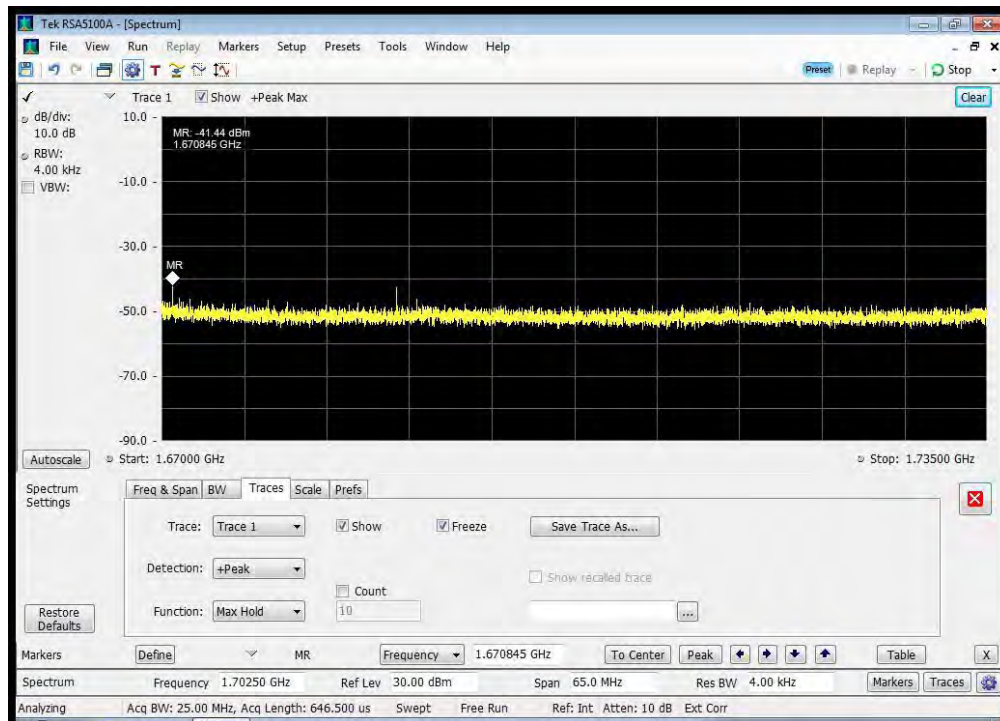 Tek RSA5100A - [Spectrum]
File View Run Replay Markers Setup Presets Tools Window Help
Preset Replay Stop
Trace 1 Show +Peak Max Clear
dB/div:
10.0 dB
RBW:
4.00 kHz
VBW:
10.0
MR: -41.44 dBm
1.670845 GHz
-10.0
-30.0
MR
-50.0
-70.0
-90.0
Autoscale Start: 1.67000 GHz Stop: 1.73500 GHz
Spectrum
Settings
Freq & Span BW Traces Scale Prefs
Trace: Trace 1 Show Freeze Save Trace As...
Detection: +Peak Show recalled trace
Count
Function: Max Hold 10 ...
Restore
Defaults
Markers Define MR Frequency 1.670845 GHz To Center Peak Table X
Spectrum Frequency 1.70250 GHz Ref Lev 30.00 dBm Span 65.0 MHz Res BW 4.00 kHz Markers Traces
Analyzing Acq BW: 25.00 MHz, Acq Length: 646.500 us Swept Free Run Ref: Int Atten: 10 dB Ext Corr